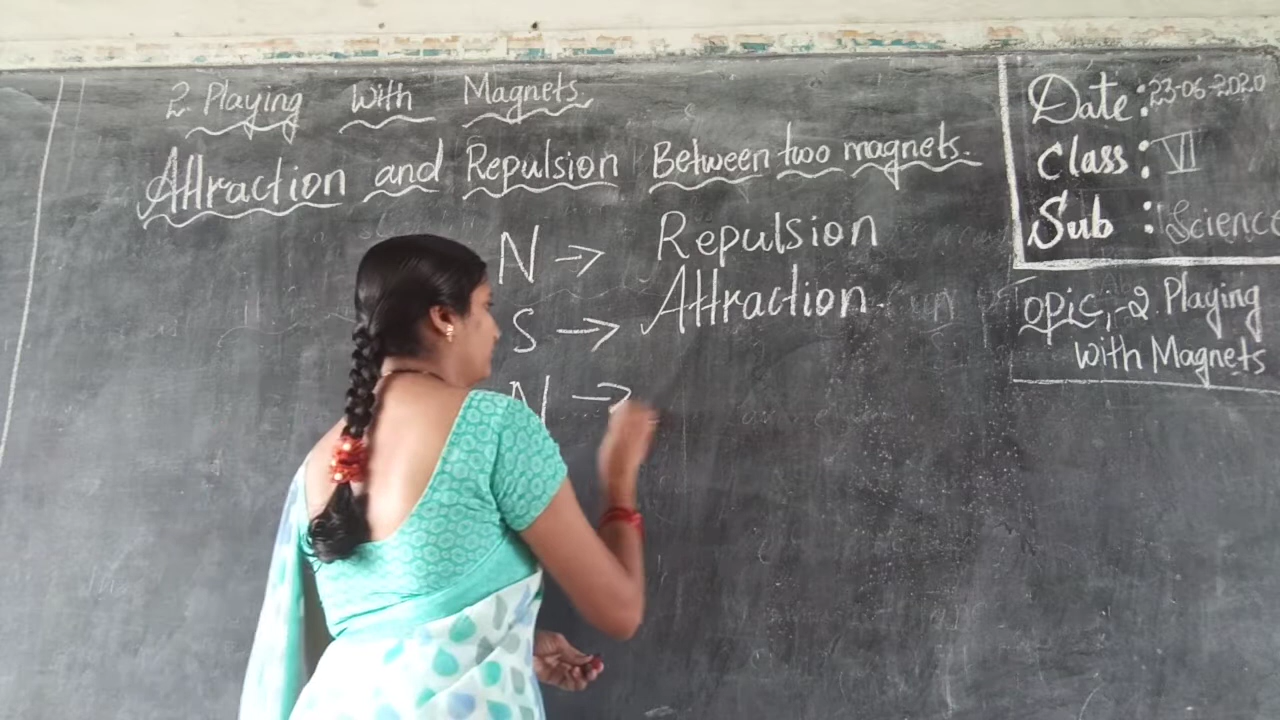 2. Playing With Magnets.
Attraction and Repulsion Between two magnets.
N → Repulsion
S → Attraction
N →
Date: 23-06-2020
Class: VI
Sub : Science
Topic:-2. Playing
with Magnets